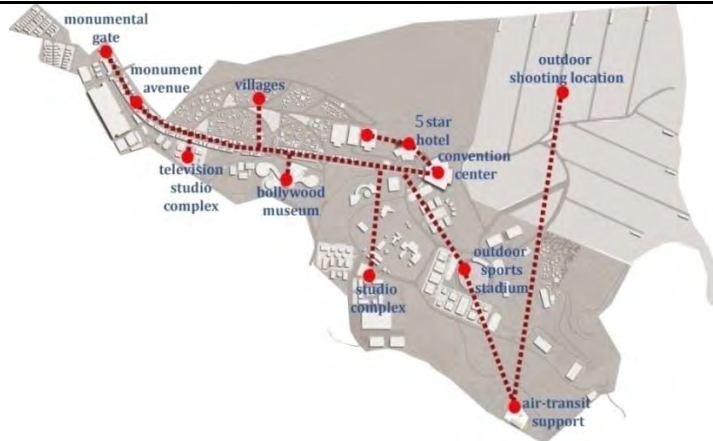 monumental
gate
monument
avenue
villages
outdoor
shooting location
5 star
hotel
convention
center
television
studio
complex
bollywood
museum
outdoor
sports
stadium
studio
complex
air-transit
support